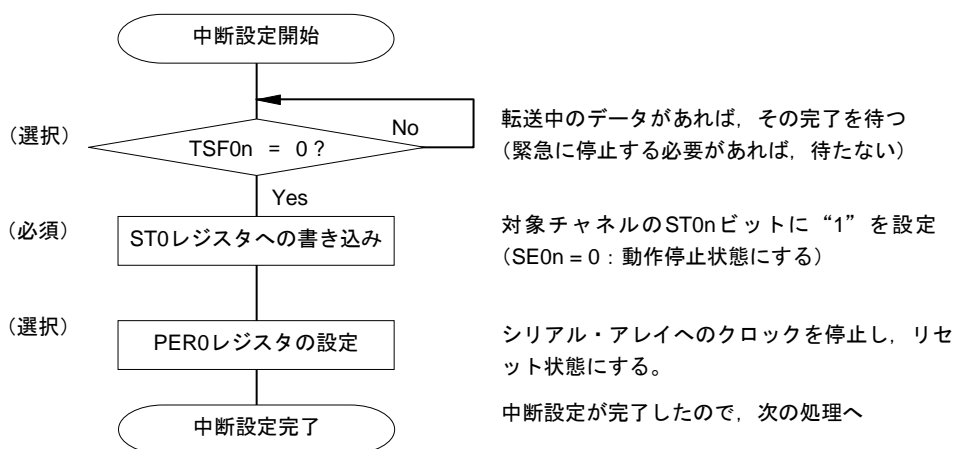 中断設定開始
（選択）
TSF0n = 0？
No
転送中のデータがあれば，その完了を待つ
（緊急に停止する必要があれば，待たない）
Yes
（必須）
ST0レジスタへの書き込み
対象チャネルのST0nビットに“1”を設定
（SE0n = 0：動作停止状態にする）
（選択）
PER0レジスタの設定
シリアル・アレイへのクロックを停止し，リセ
ット状態にする。
中断設定完了
中断設定が完了したので，次の処理へ